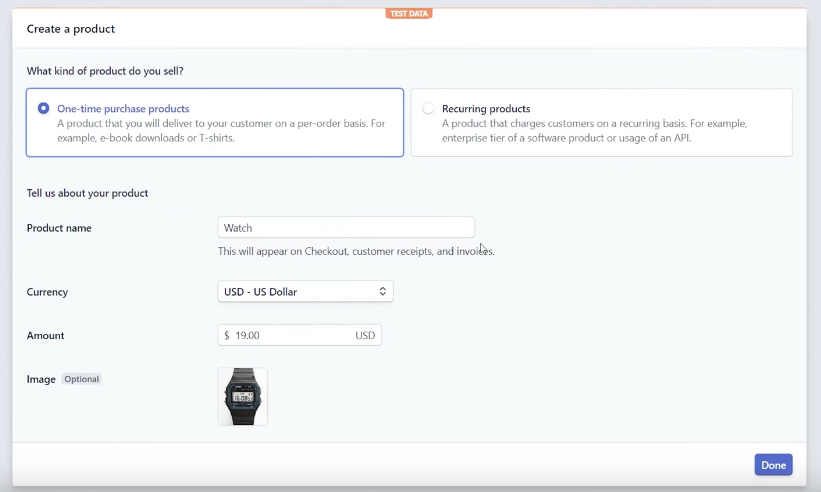 TEST DATA
Create a product
What kind of product do you sell?
One-time purchase products
A product that you will deliver to your customer on a per-order basis. For
example, e-book downloads or T-shirts.
Recurring products
A product that charges customers on a recurring basis. For example,
enterprise tier of a software product or usage of an API.
Tell us about your product
Product name
Watch
This will appear on Checkout, customer receipts, and invoices.
Currency
USD - US Dollar
Amount
$ 19.00 USD
Image Optional
Done